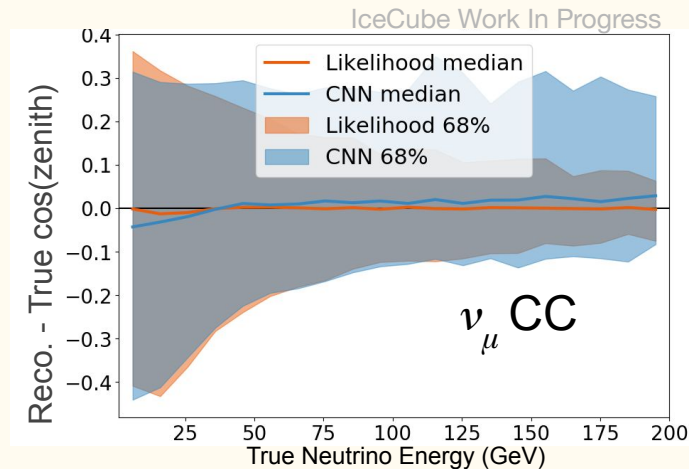 IceCube Work In Progress
Reco. - True cos(zenith)
0.4
0.3
0.2
0.1
0.0
−0.1
−0.2
−0.3
−0.4
Likelihood median
CNN median
Likelihood 68%
CNN 68%
νμ CC
25 50 75 100 125 150 175 200
True Neutrino Energy (GeV)